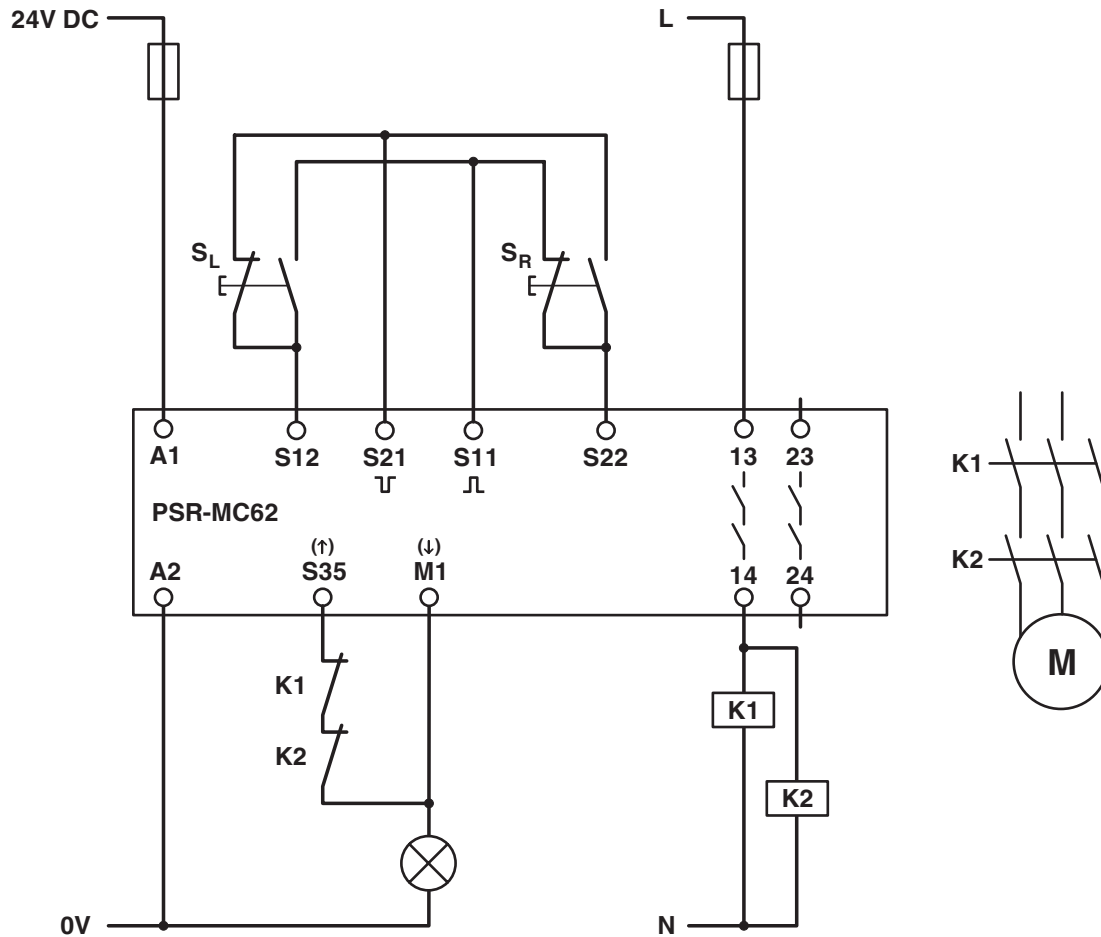 24V DC
L
S_L
S_R
A1
S12
S21
S11
S22
13
23
PSR-MC62
K1
(↑)
(↓)
A2
S35
M1
14
24
K2
K1
M
K1
K2
K2
0V
N